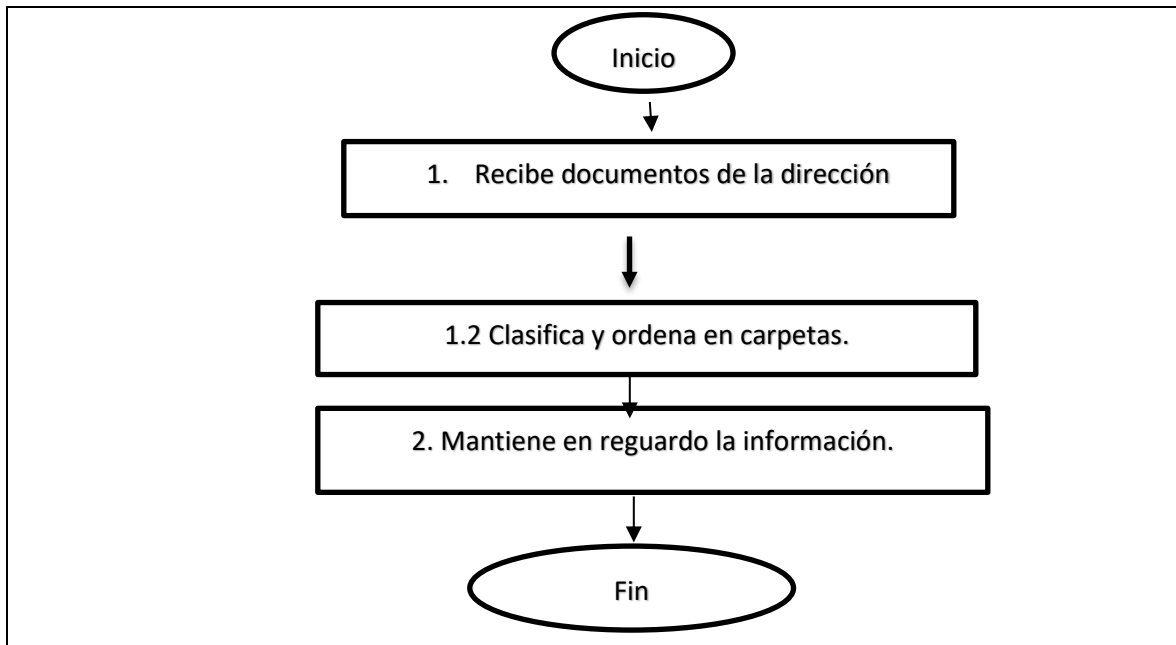 Inicio
1. Recibe documentos de la dirección
1.2 Clasifica y ordena en carpetas.
2. Mantiene en reguardo la información.
Fin